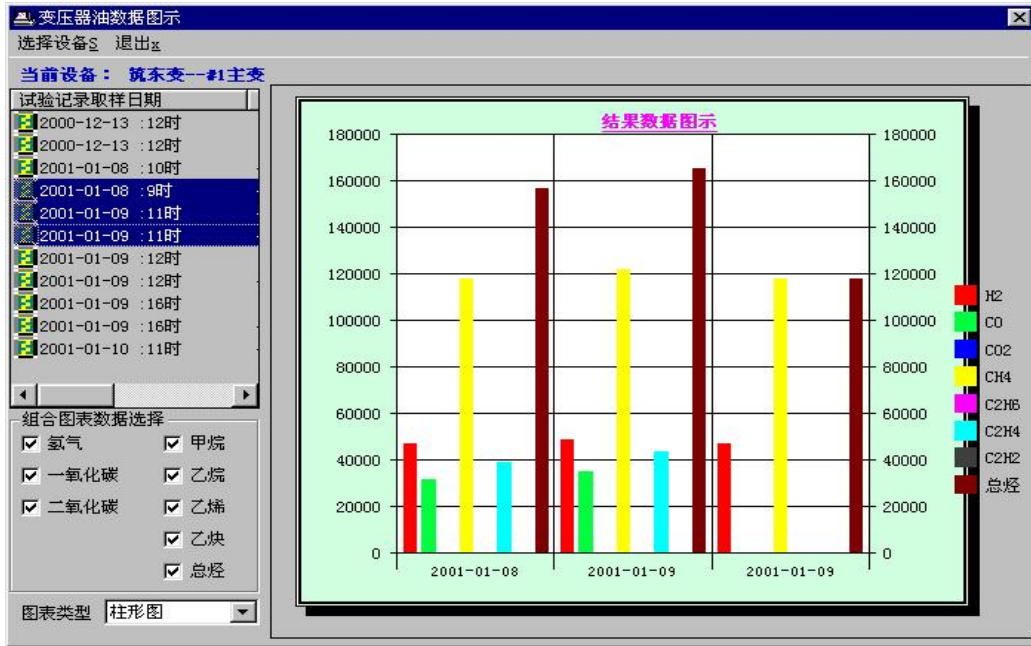 变压器油数据图示
选择设备S 退出x
当前设备: 筑东变--#1主变
试验记录取样日期
2000-12-13 :12时
2000-12-13 :12时
2001-01-08 :10时
2001-01-08 :9时
2001-01-09 :11时
2001-01-09 :11时
2001-01-09 :12时
2001-01-09 :12时
2001-01-09 :16时
2001-01-09 :16时
2001-01-10 :11时
组合图表数据选择
氢气 甲烷
一氧化碳 乙烷
二氧化碳 乙烯
乙炔
总烃
图表类型 柱形图
结果数据图示
180000 180000
160000 160000
140000 140000
120000 120000
100000 100000
80000 80000
60000 60000
40000 40000
20000 20000
0 0
2001-01-08 2001-01-09 2001-01-09
H2
CO
CO2
CH4
C2H6
C2H4
C2H2
总烃